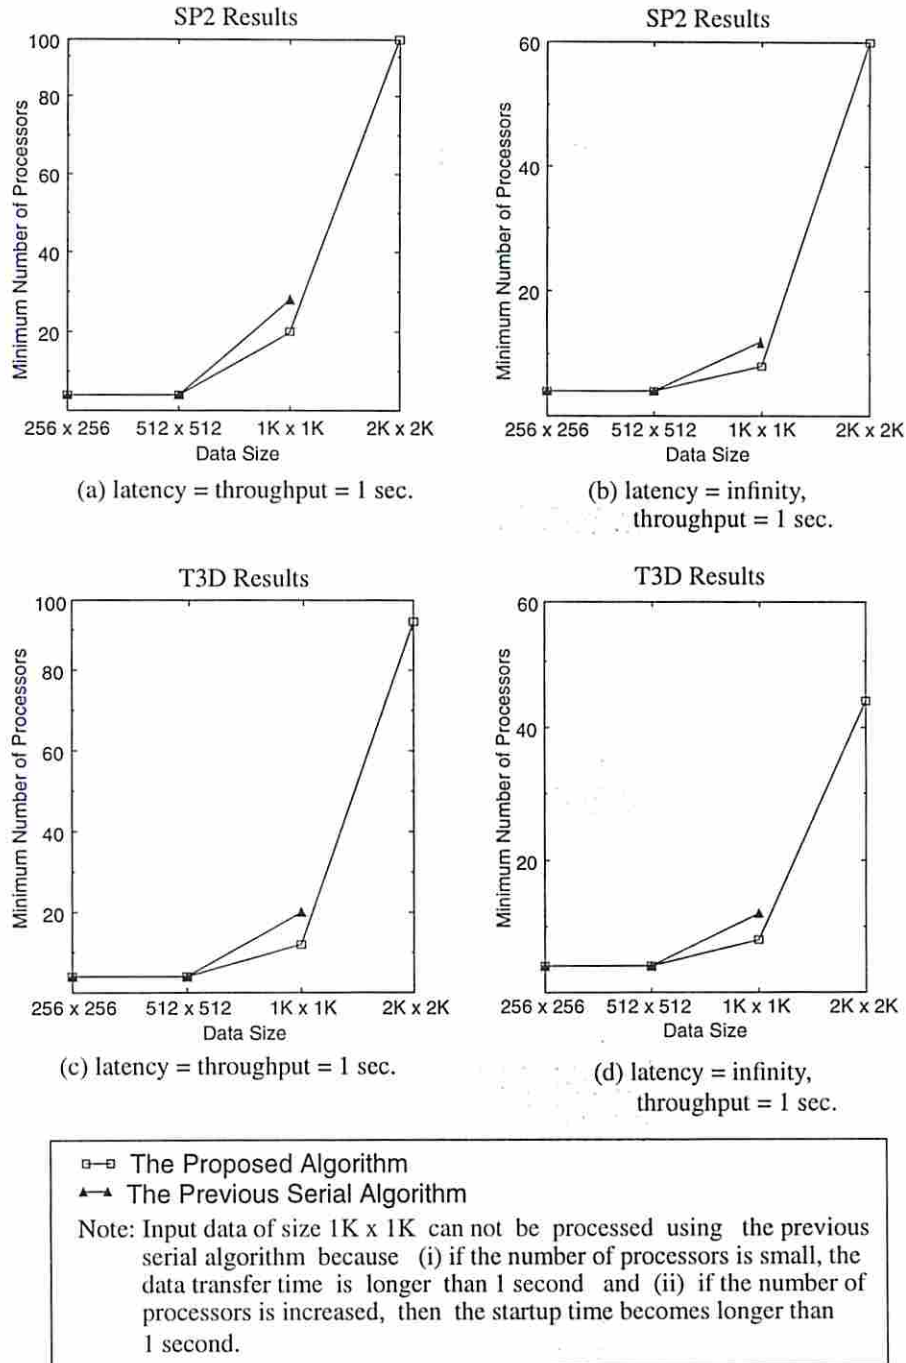 SP2 Results
100
80
60
40
20
Minimum Number of Processors
256 x 256 512 x 512 1K x 1K 2K x 2K
Data Size
(a) latency = throughput = 1 sec.
SP2 Results
60
40
20
Minimum Number of Processors
256 x 256 512 x 512 1K x 1K 2K x 2K
Data Size
(b) latency = infinity,
throughput = 1 sec.
T3D Results
100
80
60
40
20
Minimum Number of Processors
256 x 256 512 x 512 1K x 1K 2K x 2K
Data Size
(c) latency = throughput = 1 sec.
T3D Results
60
40
20
Minimum Number of Processors
256 x 256 512 x 512 1K x 1K 2K x 2K
Data Size
(d) latency = infinity,
throughput = 1 sec.
The Proposed Algorithm
The Previous Serial Algorithm
Note: Input data of size 1K x 1K can not be processed using the previous
serial algorithm because (i) if the number of processors is small, the
data transfer time is longer than 1 second and (ii) if the number of
processors is increased, then the startup time becomes longer than
1 second.